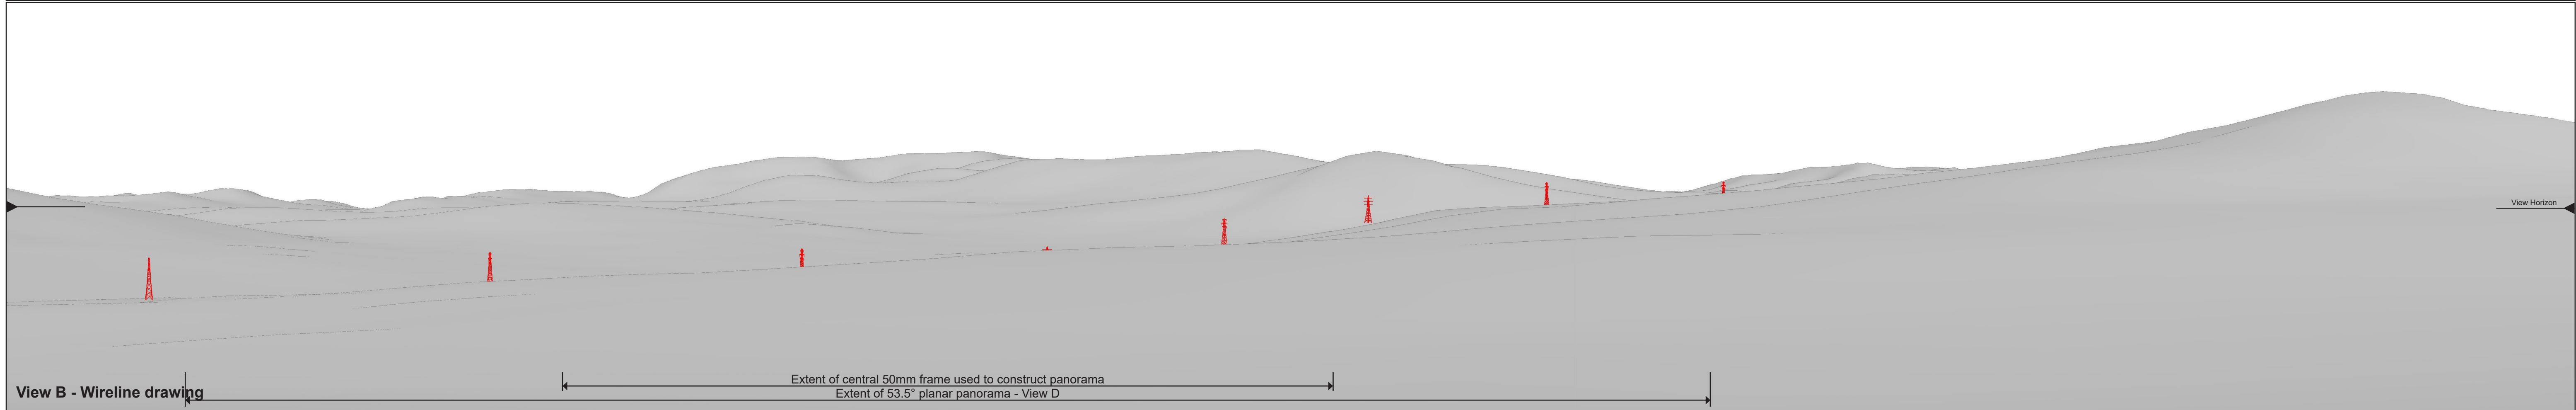 View Horizon
Extent of central 50mm frame used to construct panorama
View B - Wireline drawing
Extent of 53.5° planar panorama - View D